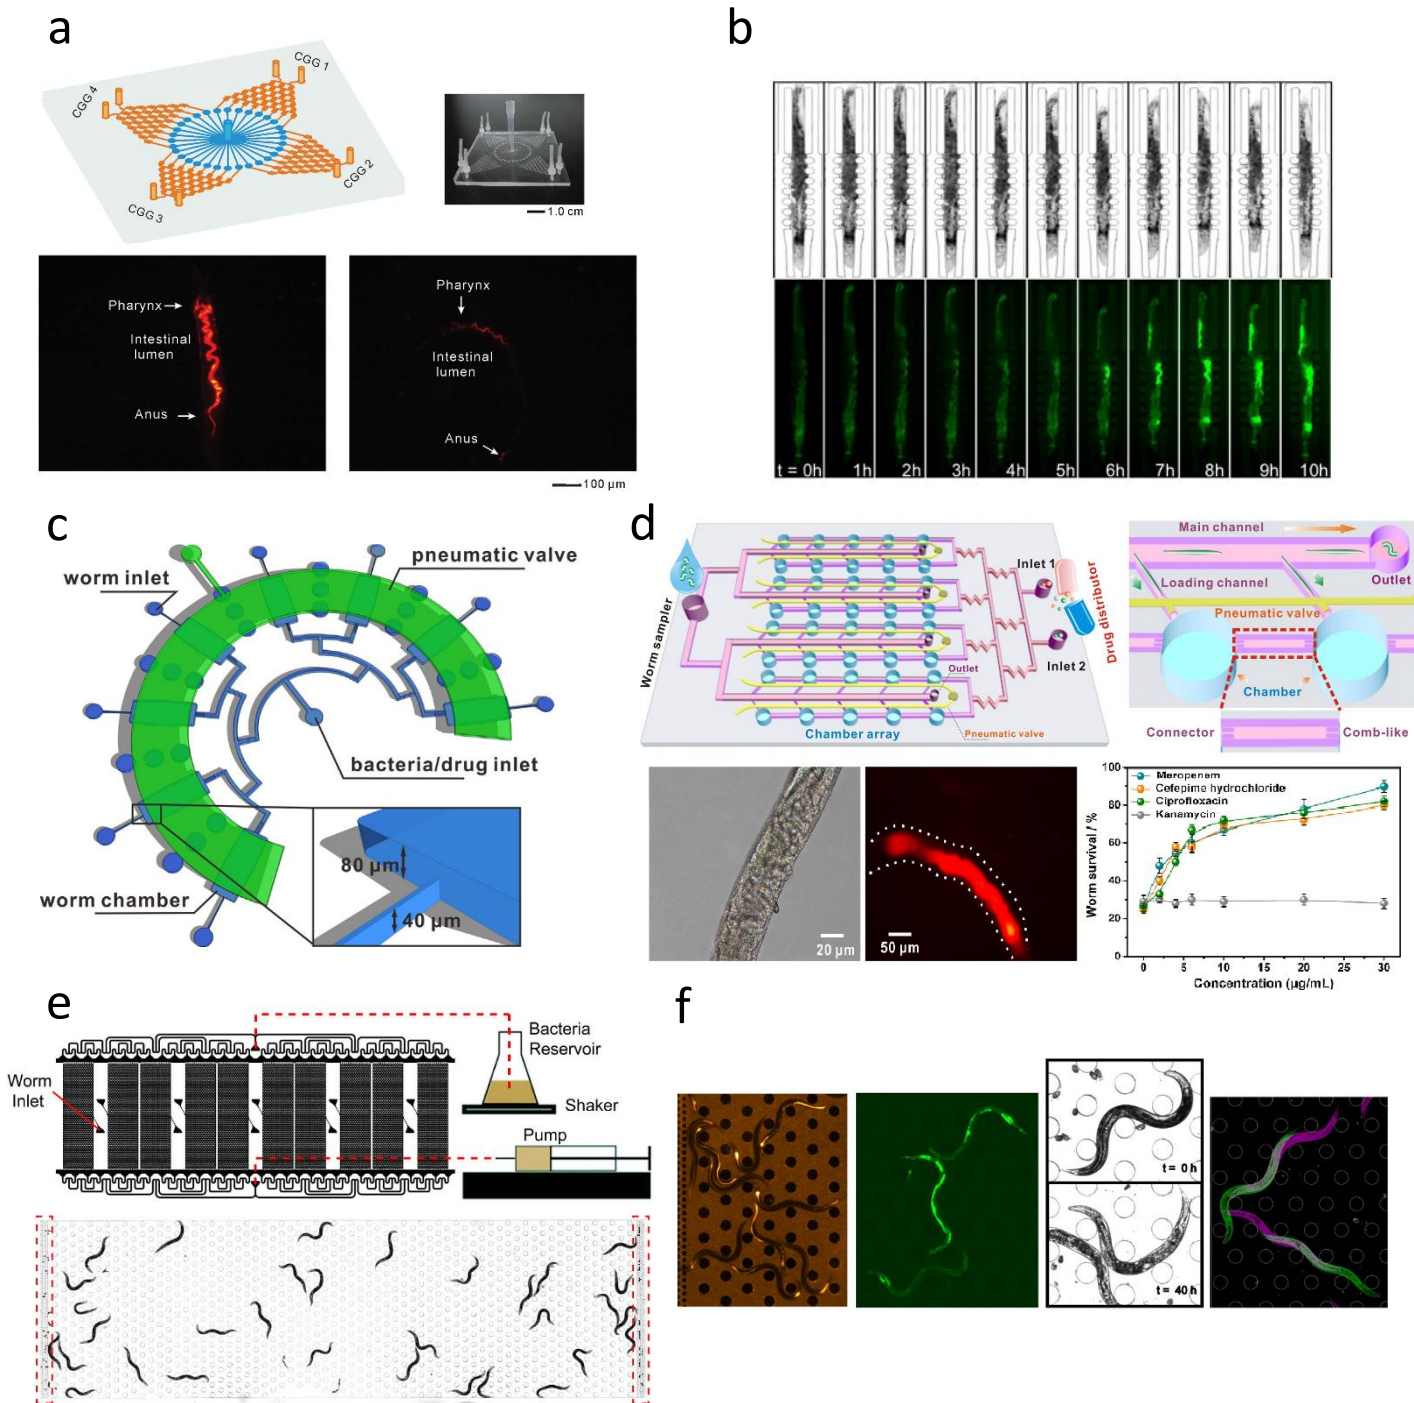 a
CGG 1
CGG 4
CGG 2
CGG 3
1.0 cm
Pharynx
Intestinal
lumen
Anus
Pharynx
Intestinal
lumen
Anus
100 µm
b
t = 0h
1h
2h
3h
4h
5h
6h
7h
8h
9h
10h
c
pneumatic valve
worm inlet
bacteria/drug inlet
worm chamber
80 µm
40 µm
d
Worm sampler
Inlet 1
Inlet 2
Drug distributor
Outlet
Chamber array
Pneumatic valve
Main channel
Loading channel
Outlet
Pneumatic valve
Chamber
Connector
Comb-like
20 µm
50 µm
Meropenem
Cefepime hydrochloride
Ciprofloxacin
Kanamycin
Worm survival / %
100
80
60
40
20
0
0
5
10
15
20
25
30
Concentration (µg/mL)
e
Bacteria
Reservoir
Worm
Inlet
Shaker
Pump
f
t = 0 h
t = 40 h